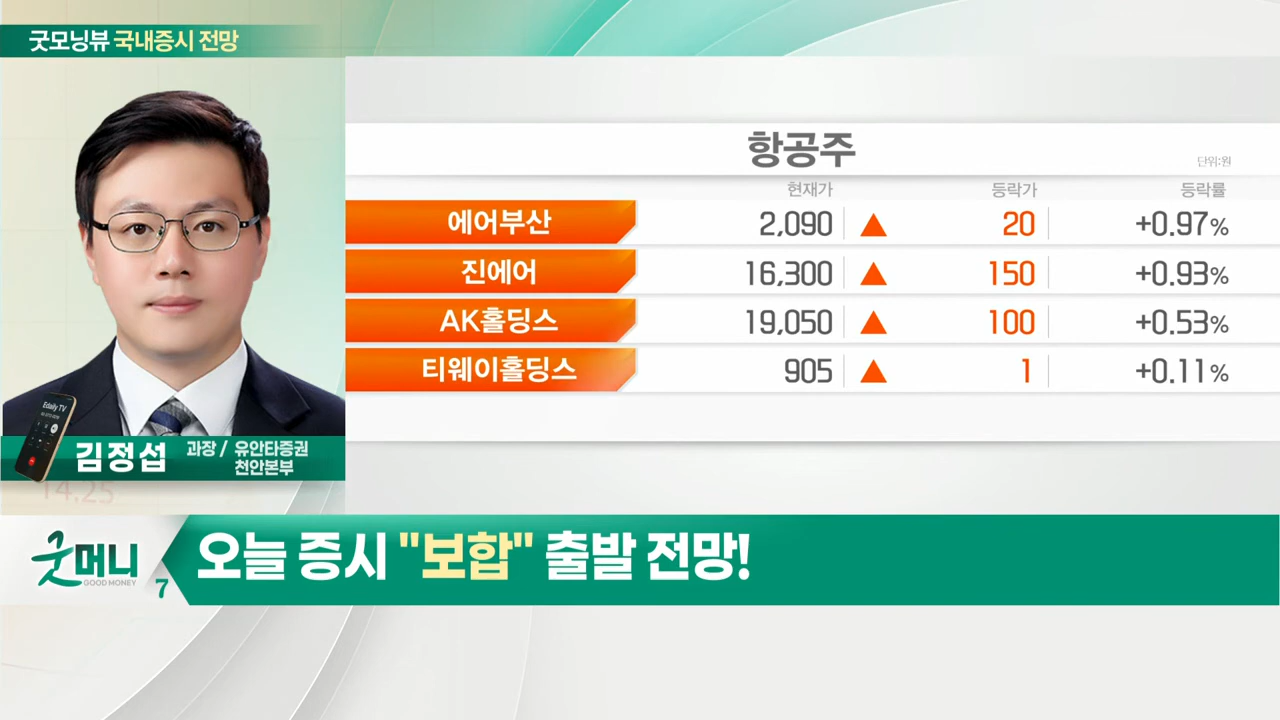 굿모닝뷰 국내증시 전망
항공주
단위:원
현재가 등락가 등락률
에어부산 2,090 ▲ 20 +0.97%
진에어 16,300 ▲ 150 +0.93%
AK홀딩스 19,050 ▲ 100 +0.53%
티웨이홀딩스 905 ▲ 1 +0.11%
Edaily TV
김정섭 과장 / 유안타증권
천안본부
14.25
굿머니
GOOD MONEY
7
오늘 증시 "보합" 출발 전망!